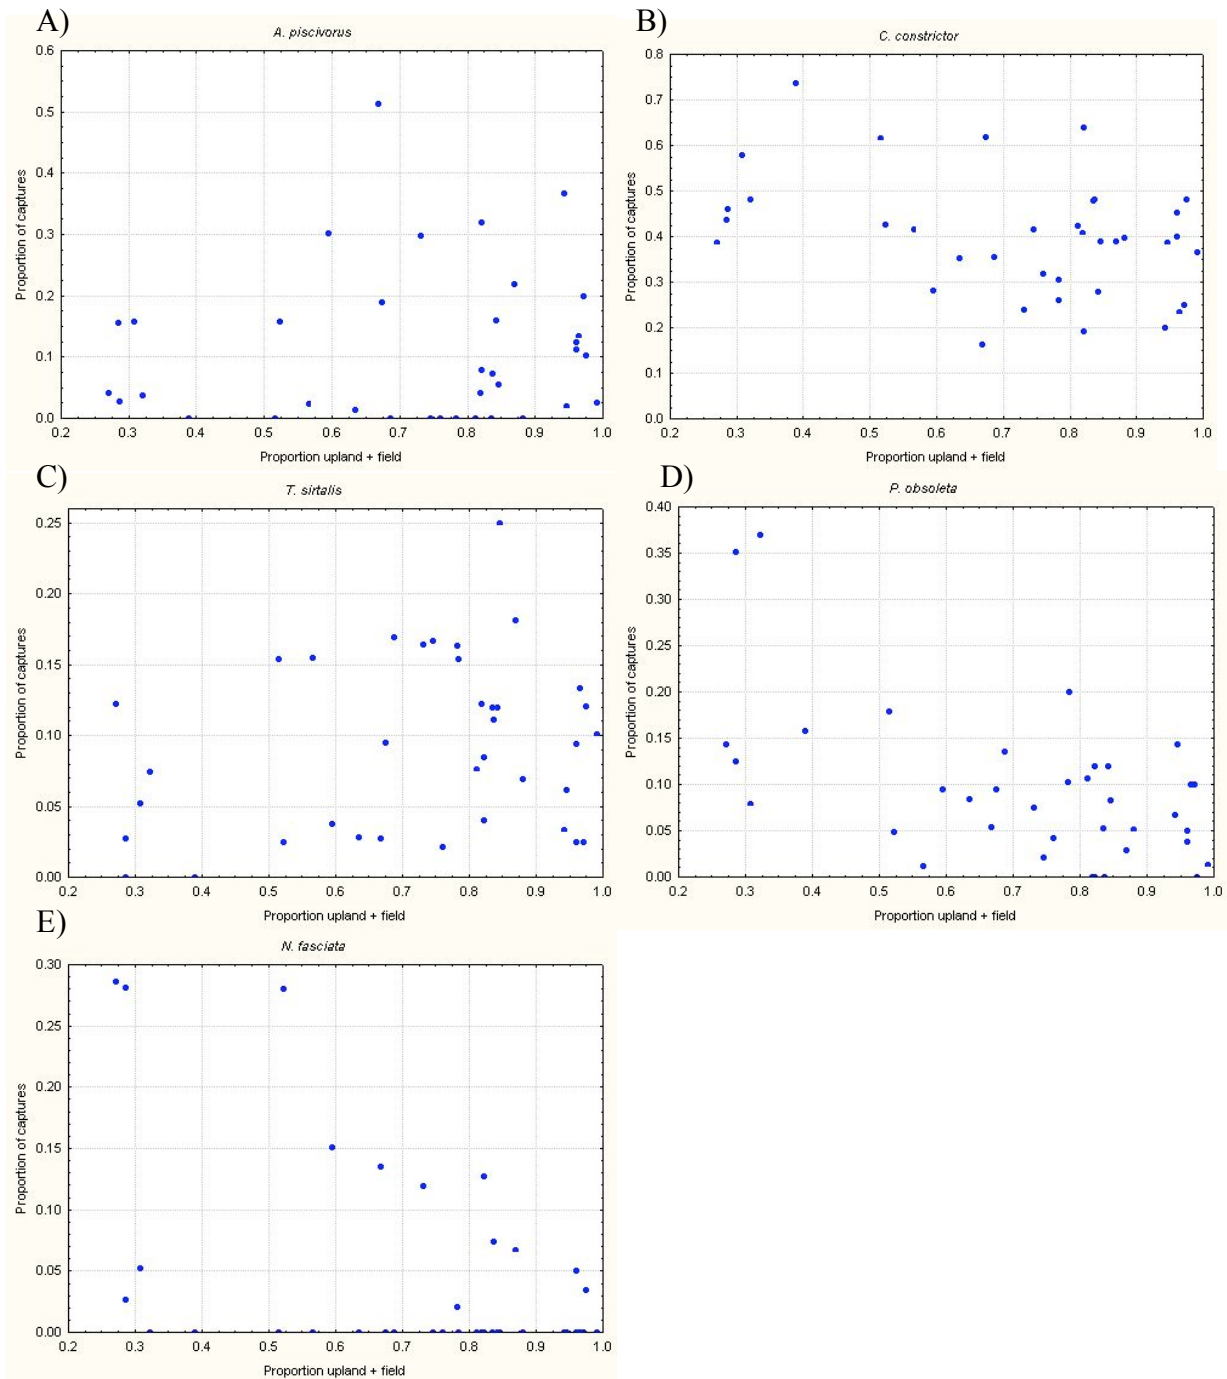 A)
A. piscivorus
0.6
0.5
0.4
0.3
0.2
0.1
0.0
Proportion of captures
0.2 0.3 0.4 0.5 0.6 0.7 0.8 0.9 1.0
Proportion upland + field
B)
C. constrictor
0.8
0.7
0.6
0.5
0.4
0.3
0.2
0.1
0.0
Proportion of captures
0.2 0.3 0.4 0.5 0.6 0.7 0.8 0.9 1.0
Proportion upland + field
C)
T. sirtalis
0.25
0.20
0.15
0.10
0.05
0.00
Proportion of captures
0.2 0.3 0.4 0.5 0.6 0.7 0.8 0.9 1.0
Proportion upland + field
D)
P. obsoleta
0.40
0.35
0.30
0.25
0.20
0.15
0.10
0.05
0.00
Proportion of captures
0.2 0.3 0.4 0.5 0.6 0.7 0.8 0.9 1.0
Proportion upland + field
E)
N. fasciata
0.30
0.25
0.20
0.15
0.10
0.05
0.00
Proportion of captures
0.2 0.3 0.4 0.5 0.6 0.7 0.8 0.9 1.0
Proportion upland + field